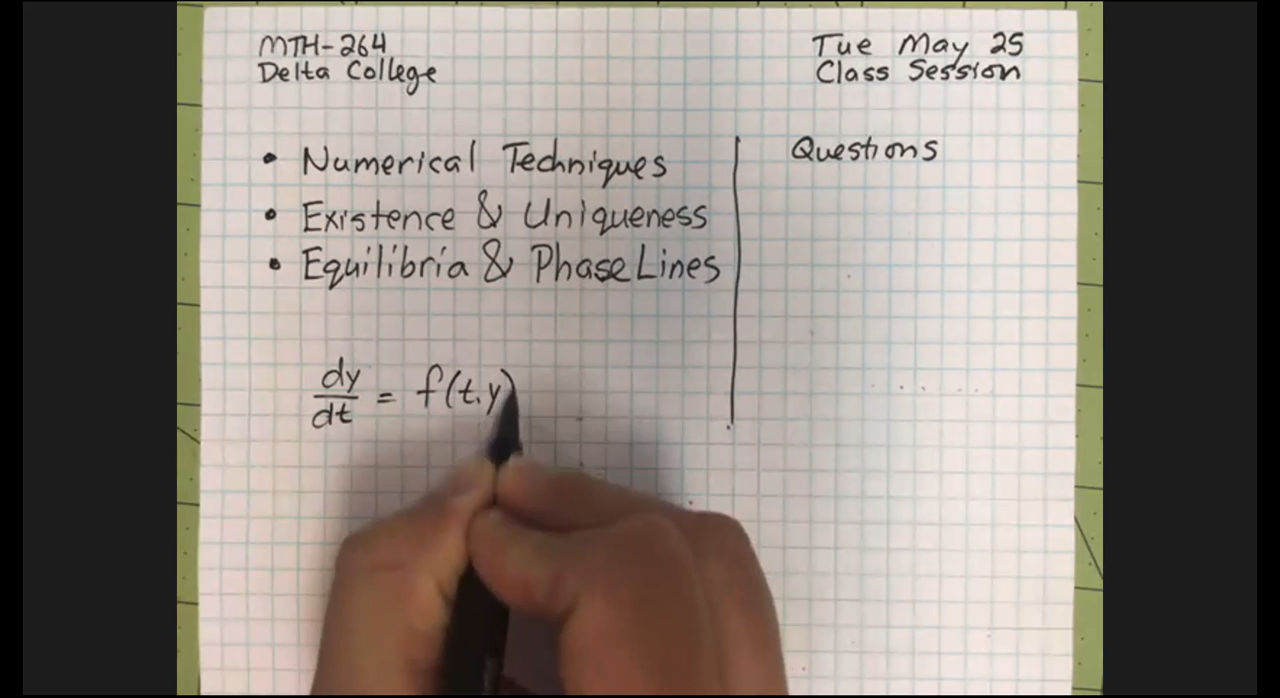 MTH-264
Delta College
Tue May 25
Class Session
• Numerical Techniques
• Existence & Uniqueness
• Equilibria & Phase Lines
Questions
dy/dt = f(t,y)